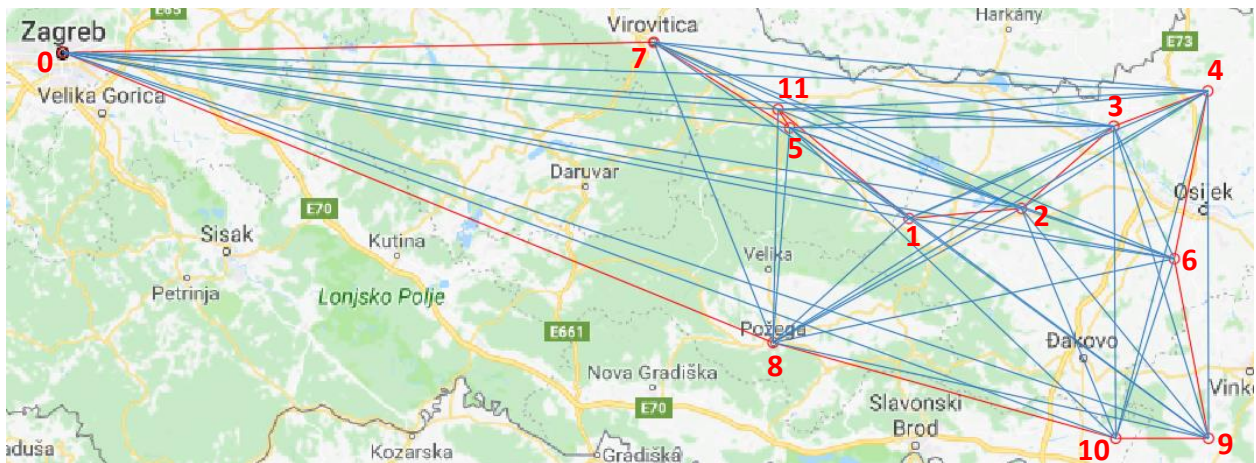 E65
Zagreb
0
Velika Gorica
Virovitica
7
Harkány
E73
4
11
3
5
Daruvar
E70
Osijek
Sisak
Kutina
1
2
Velika
6
Petrinja
Lonjsko Polje
E661
Požega
8
Đakovo
Nova Gradiška
E70
Slavonski
Brod
Vinko
10
9
aduša
Kozarska
Gradiška